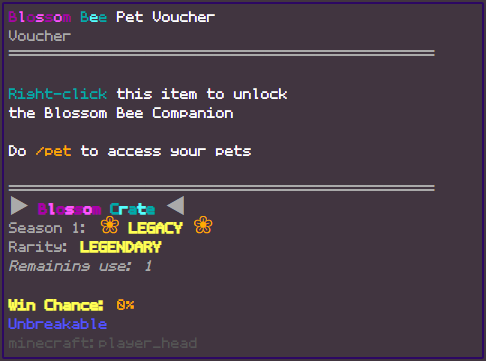 Blossom Bee Pet Voucher
Voucher
Right-click this item to unlock
the Blossom Bee Companion
Do /pet to access your pets
▶ Blossom Crate ◀
Season 1: ❀ LEGACY ❀
Rarity: LEGENDARY
Remaining use: 1
Win Chance: 0%
Unbreakable
minecraft:player_head